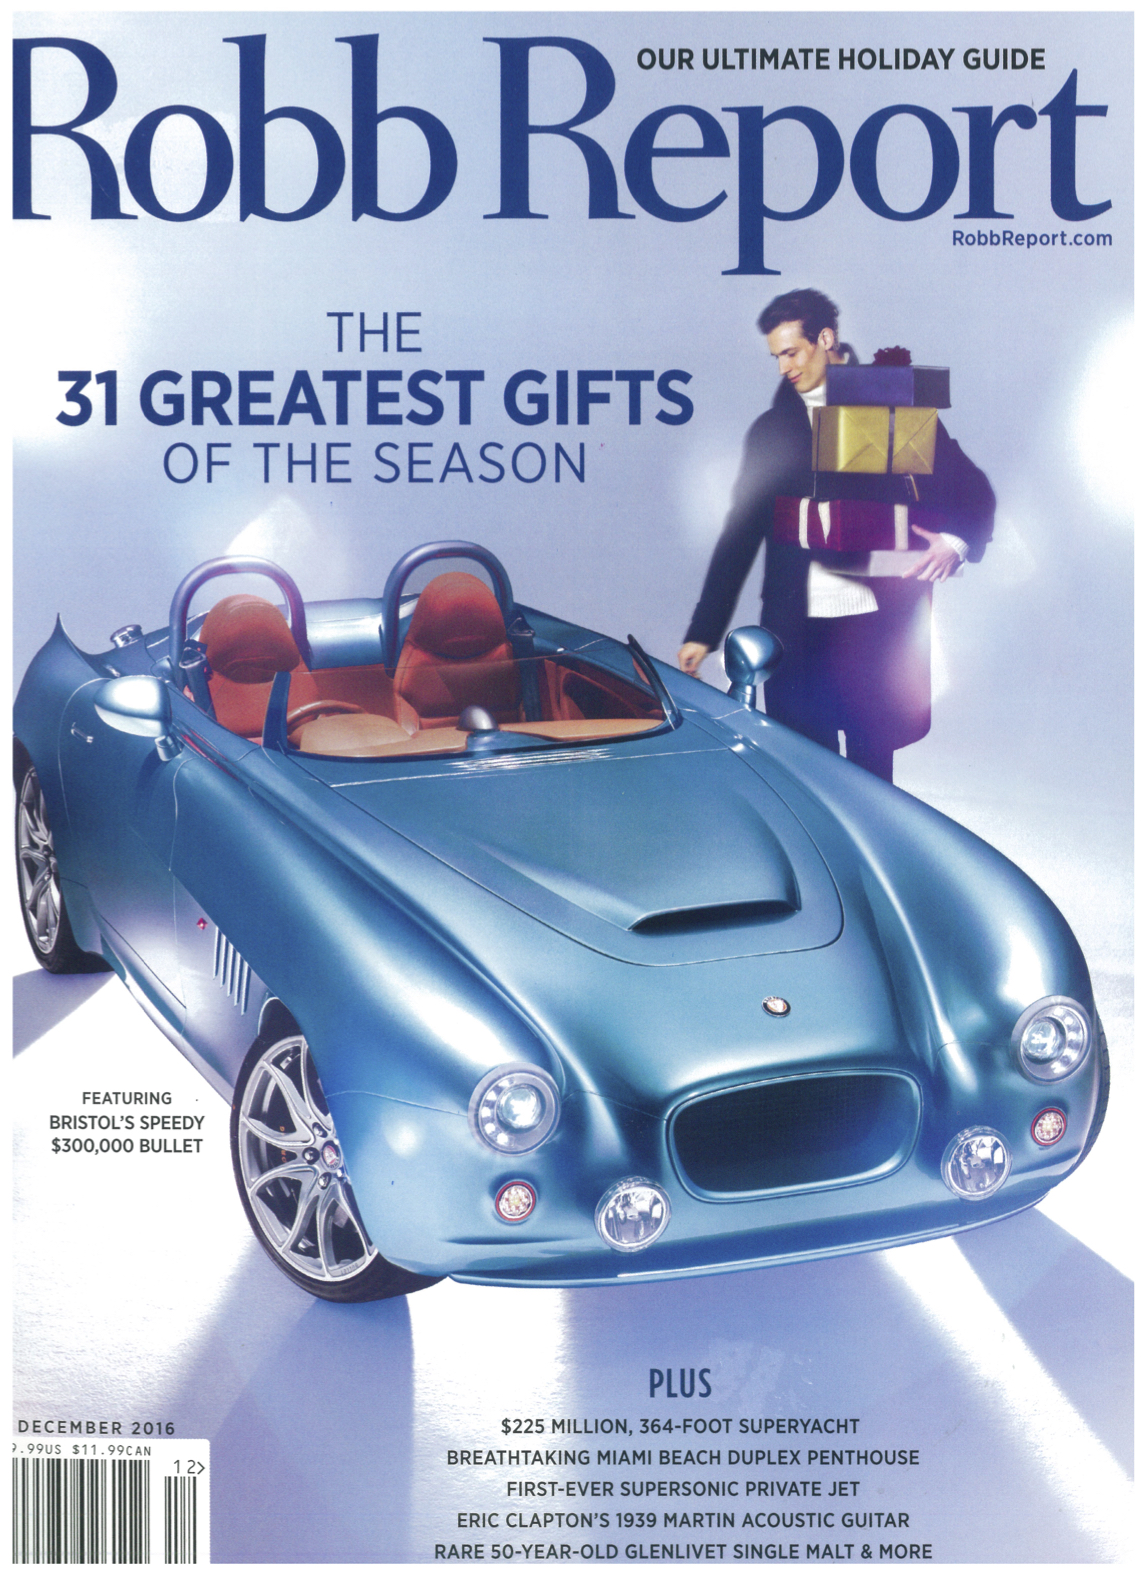 OUR ULTIMATE HOLIDAY GUIDE
Robb Report
RobbReport.com
THE
31 GREATEST GIFTS
OF THE SEASON
FEATURING
BRISTOL'S SPEEDY
$300,000 BULLET
PLUS
$225 MILLION, 364-FOOT SUPERYACHT
BREATHTAKING MIAMI BEACH DUPLEX PENTHOUSE
FIRST-EVER SUPERSONIC PRIVATE JET
ERIC CLAPTON'S 1939 MARTIN ACOUSTIC GUITAR
RARE 50-YEAR-OLD GLENLIVET SINGLE MALT & MORE
DECEMBER 2016
.99US $11.99CAN
12>